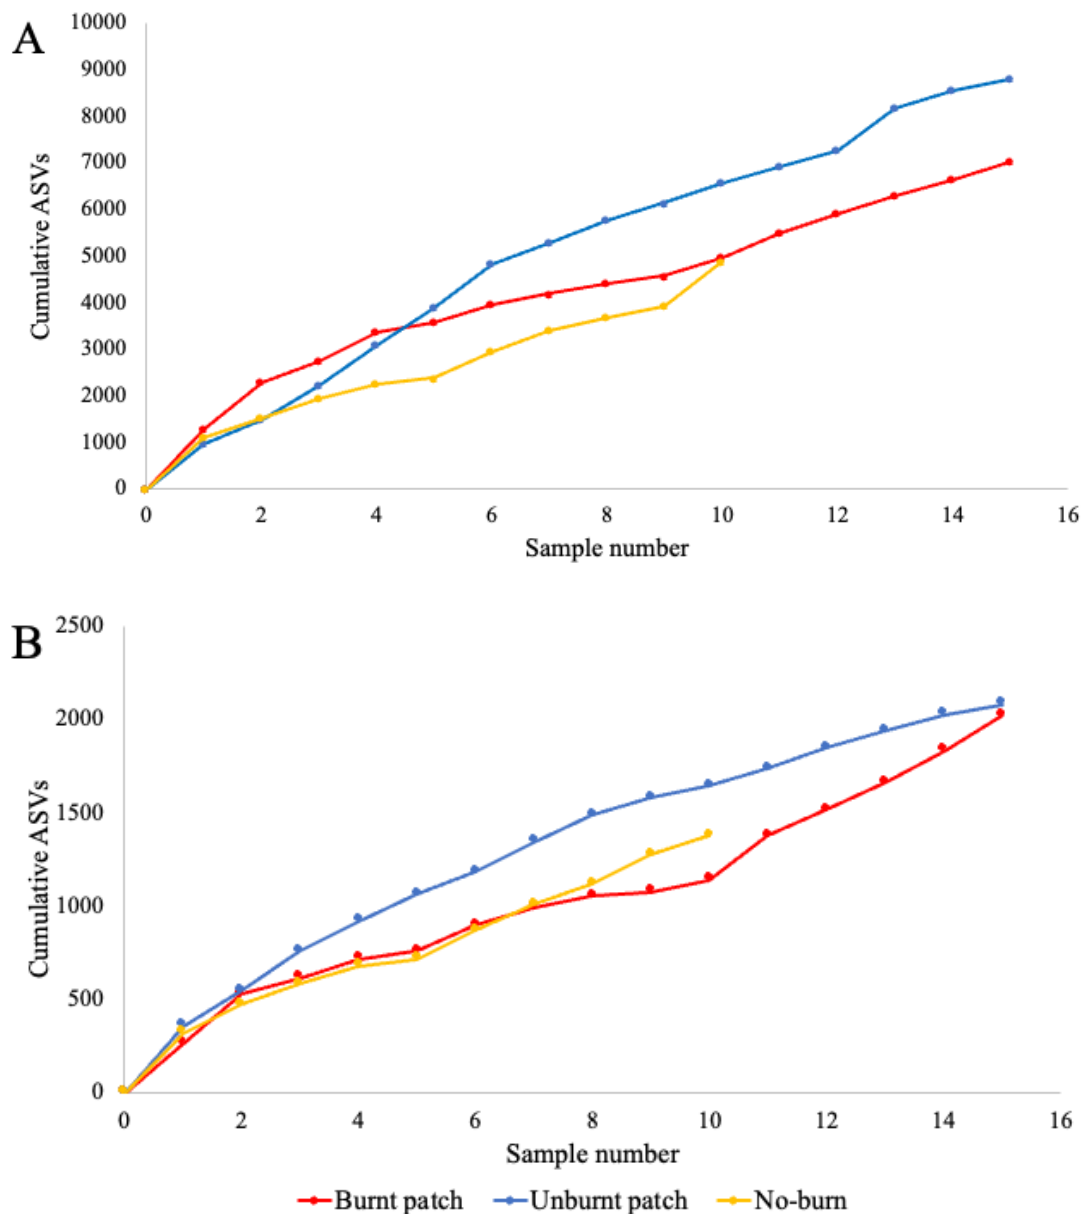 A
10000
9000
8000
7000
6000
5000
4000
3000
2000
1000
0
Cumulative ASVs
0 2 4 6 8 10 12 14 16
Sample number
B
2500
2000
1500
1000
500
0
Cumulative ASVs
0 2 4 6 8 10 12 14 16
Sample number
Burnt patch Unburnt patch No-burn